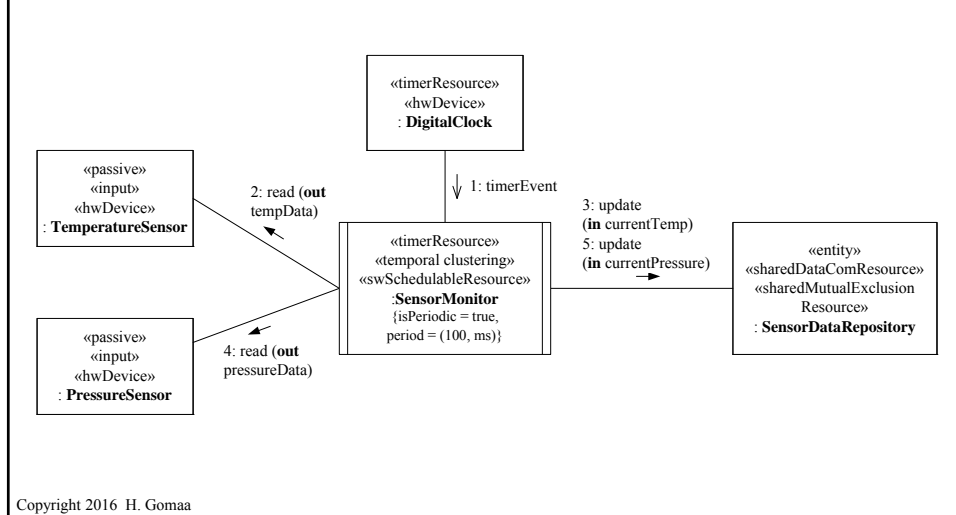 «timerResource»
«hwDevice»
: DigitalClock
«passive»
«input»
«hwDevice»
: TemperatureSensor
2: read (out
tempData)
1: timerEvent
3: update
(in currentTemp)
5: update
(in currentPressure)
«timerResource»
«temporal clustering»
«swSchedulableResource»
:SensorMonitor
{isPeriodic = true,
period = (100, ms)}
«entity»
«sharedDataComResource»
«sharedMutualExclusion
Resource»
: SensorDataRepository
«passive»
«input»
«hwDevice»
: PressureSensor
4: read (out
pressureData)
Copyright 2016 H. Gomaa